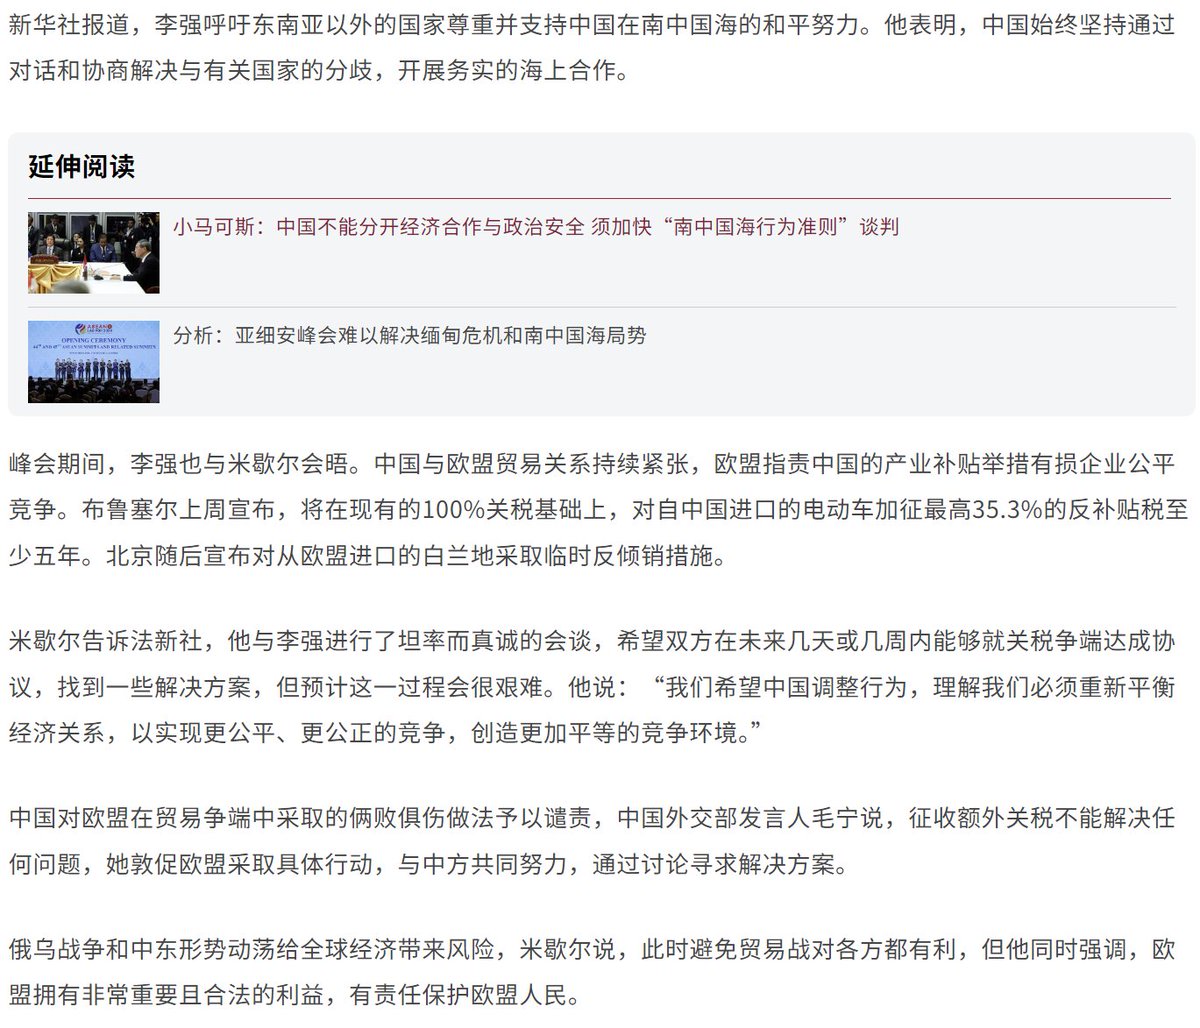 新华社报道，李强呼吁东南亚以外的国家尊重并支持中国在南中国海的和平努力。他表明，中国始终坚持通过
对话和协商解决与有关国家的分歧，开展务实的海上合作。
延伸阅读
小马可斯：中国不能分开经济合作与政治安全 须加快“南中国海行为准则”谈判
OPENING CEREMONY
44TH AND 45TH ASEAN SUMMITS AND RELATED SUMMITS
分析：亚细安峰会难以解决缅甸危机和南中国海局势
峰会期间，李强也与米歇尔会晤。中国与欧盟贸易关系持续紧张，欧盟指责中国的产业补贴举措有损企业公平
竞争。布鲁塞尔上周宣布，将在现有的100%关税基础上，对自中国进口的电动车加征最高35.3%的反补贴税至
少五年。北京随后宣布对从欧盟进口的白兰地采取临时反倾销措施。
米歇尔告诉法新社，他与李强进行了坦率而真诚的会谈，希望双方在未来几天或几周内能够就关税争端达成协
议，找到一些解决方案，但预计这一过程会很艰难。他说：“我们希望中国调整行为，理解我们必须重新平衡
经济关系，以实现更公平、更公正的竞争，创造更加平等的竞争环境。”
中国对欧盟在贸易争端中采取的俩败俱伤做法予以谴责，中国外交部发言人毛宁说，征收额外关税不能解决任
何问题，她敦促欧盟采取具体行动，与中方共同努力，通过讨论寻求解决方案。
俄乌战争和中东形势动荡给全球经济带来风险，米歇尔说，此时避免贸易战对各方都有利，但他同时强调，欧
盟拥有非常重要且合法的利益，有责任保护欧盟人民。